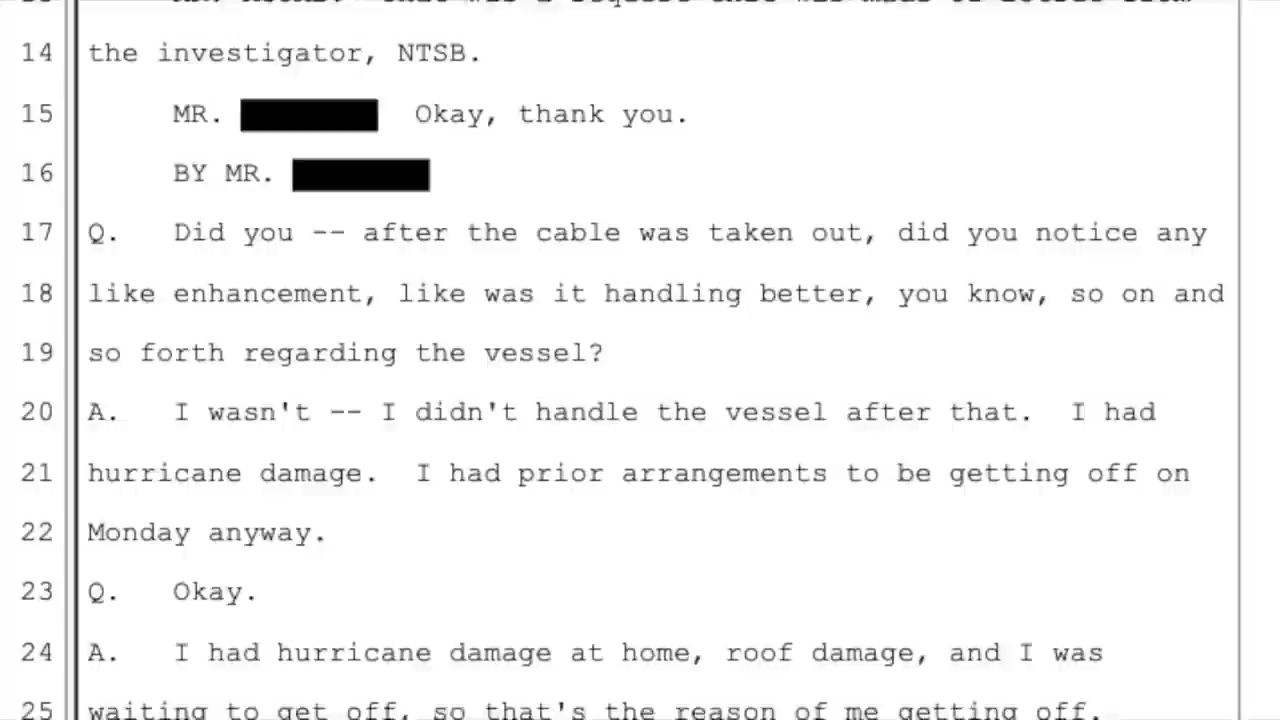 14 the investigator, NTSB.
15 MR. Okay, thank you.
16 BY MR.
17 Q. Did you -- after the cable was taken out, did you notice any
18 like enhancement, like was it handling better, you know, so on and
19 so forth regarding the vessel?
20 A. I wasn't -- I didn't handle the vessel after that. I had
21 hurricane damage. I had prior arrangements to be getting off on
22 Monday anyway.
23 Q. Okay.
24 A. I had hurricane damage at home, roof damage, and I was
25 waiting to get off, so that's the reason of me getting off.